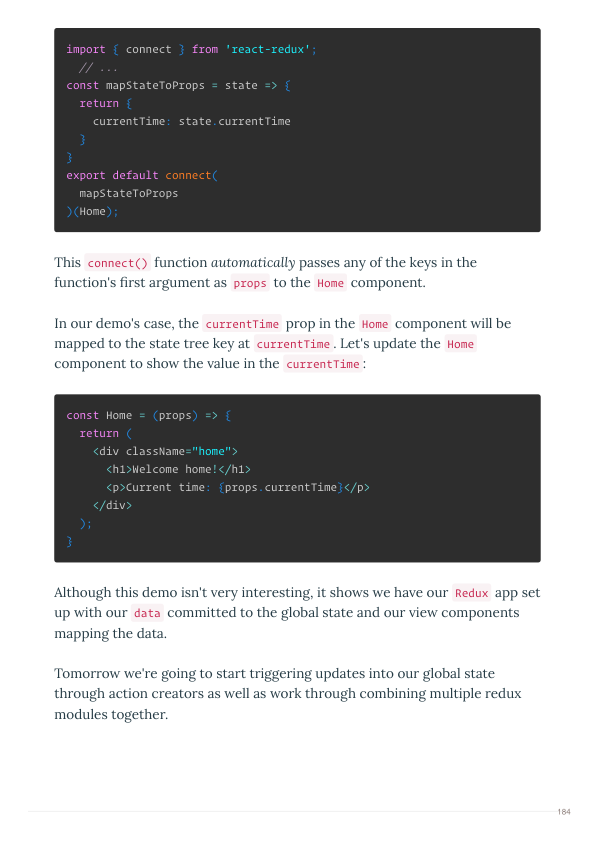 import { connect } from 'react-redux';
  // ...
const mapStateToProps = state => {
  return {
    currentTime: state.currentTime
  }
}
export default connect(
  mapStateToProps
)(Home);
This connect() function automatically passes any of the keys in the
function's first argument as props to the Home component.
In our demo's case, the currentTime prop in the Home component will be
mapped to the state tree key at currentTime. Let's update the Home
component to show the value in the currentTime:
const Home = (props) => {
  return (
    <div className="home">
      <h1>Welcome home!</h1>
      <p>Current time: {props.currentTime}</p>
    </div>
  );
}
Although this demo isn't very interesting, it shows we have our Redux app set
up with our data committed to the global state and our view components
mapping the data.
Tomorrow we're going to start triggering updates into our global state
through action creators as well as work through combining multiple redux
modules together.
184